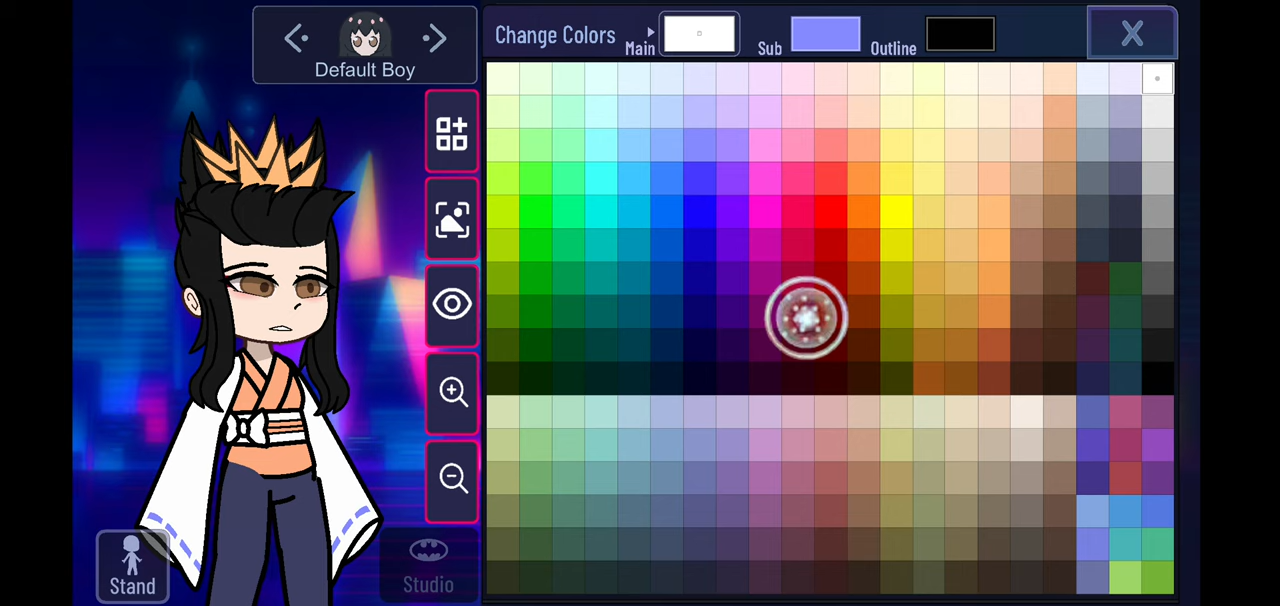 Default Boy
Change Colors
Main
Sub
Outline
X
Stand
Studio